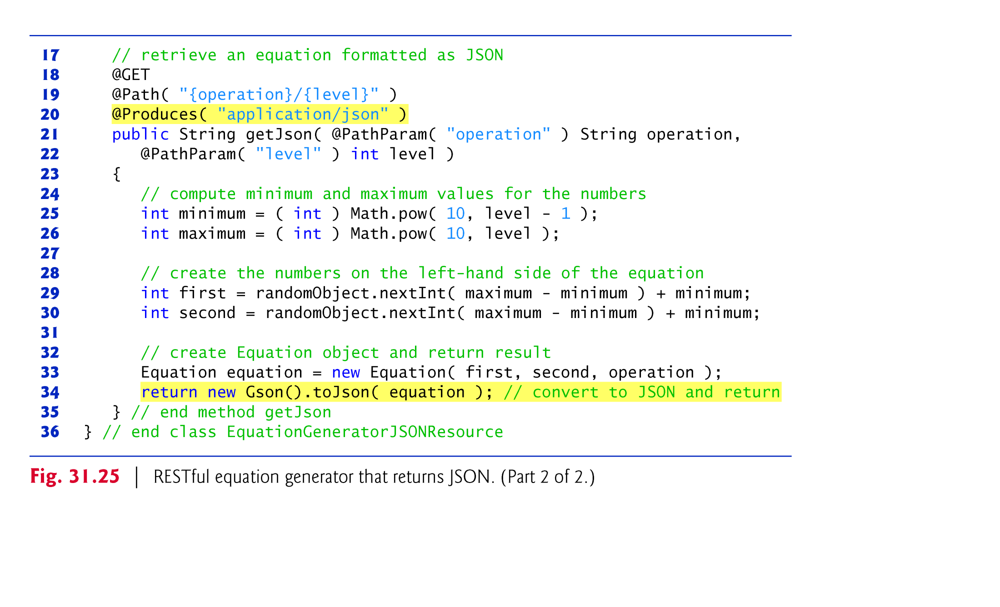 17 // retrieve an equation formatted as JSON
18 @GET
19 @Path( "{operation}/{level}" )
20 @Produces( "application/json" )
21 public String getJson( @PathParam( "operation" ) String operation,
22 @PathParam( "level" ) int level )
23 {
24 // compute minimum and maximum values for the numbers
25 int minimum = ( int ) Math.pow( 10, level - 1 );
26 int maximum = ( int ) Math.pow( 10, level );
27
28 // create the numbers on the left-hand side of the equation
29 int first = randomObject.nextInt( maximum - minimum ) + minimum;
30 int second = randomObject.nextInt( maximum - minimum ) + minimum;
31
32 // create Equation object and return result
33 Equation equation = new Equation( first, second, operation );
34 return new Gson().toJson( equation ); // convert to JSON and return
35 } // end method getJson
36 } // end class EquationGeneratorJSONResource
Fig. 31.25 | RESTful equation generator that returns JSON. (Part 2 of 2.)